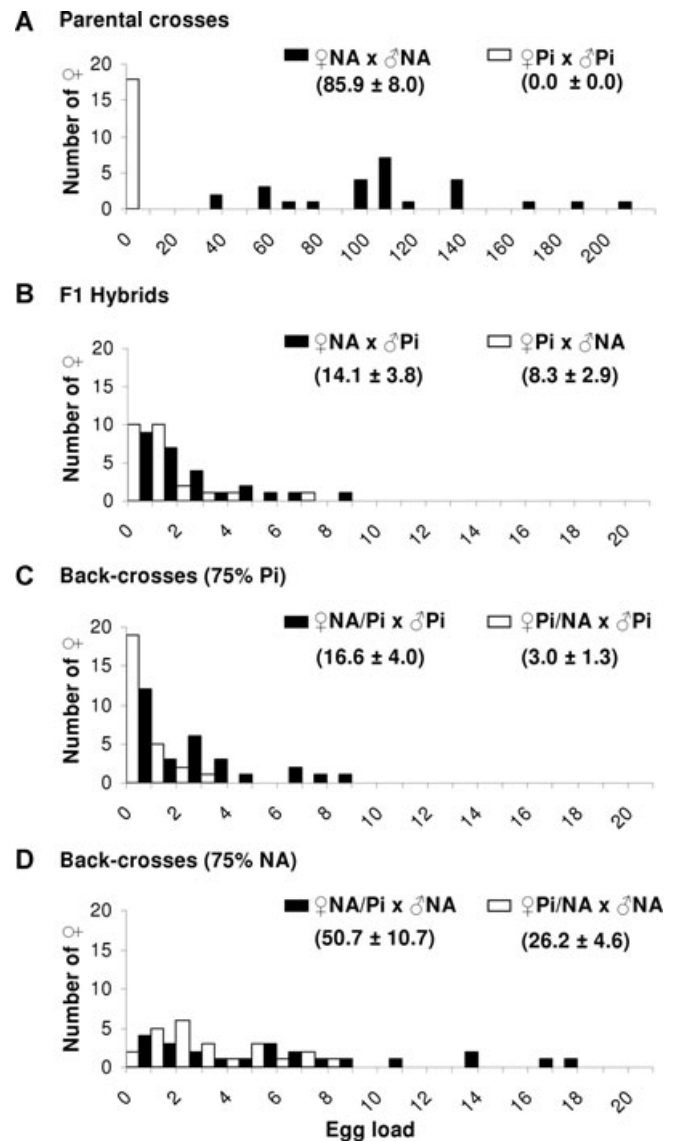 A Parental crosses
♀NA x ♂NA ♀Pi x ♂Pi
(85.9 ± 8.0) (0.0 ± 0.0)
Number of ♀
20
15
10
5
0
0 20 40 60 80 100 120 140 160 180 200
B F1 Hybrids
♀NA x ♂Pi ♀Pi x ♂NA
(14.1 ± 3.8) (8.3 ± 2.9)
Number of ♀
20
15
10
5
0
0 2 4 6 8 10 12 14 16 18 20
C Back-crosses (75% Pi)
♀NA/Pi x ♂Pi ♀Pi/NA x ♂Pi
(16.6 ± 4.0) (3.0 ± 1.3)
Number of ♀
20
15
10
5
0
0 2 4 6 8 10 12 14 16 18 20
D Back-crosses (75% NA)
♀NA/Pi x ♂NA ♀Pi/NA x ♂NA
(50.7 ± 10.7) (26.2 ± 4.6)
Number of ♀
20
15
10
5
0
0 2 4 6 8 10 12 14 16 18 20
Egg load